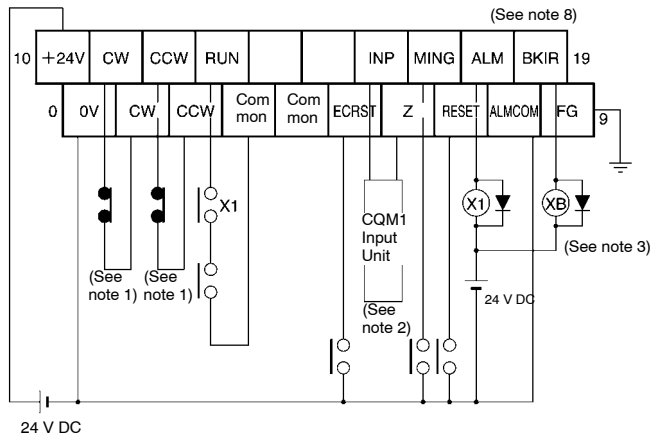 (See note 8)
10 +24V CW CCW RUN INP MING ALM BKIR 19
0 0V CW CCW Com mon Com mon ECRST Z RESET ALMCOM FG 9
X1
X1
XB
CQM1
Input
Unit
(See
note 1)
(See
note 1)
(See
note 2)
(See note 3)
24 V DC
24 V DC